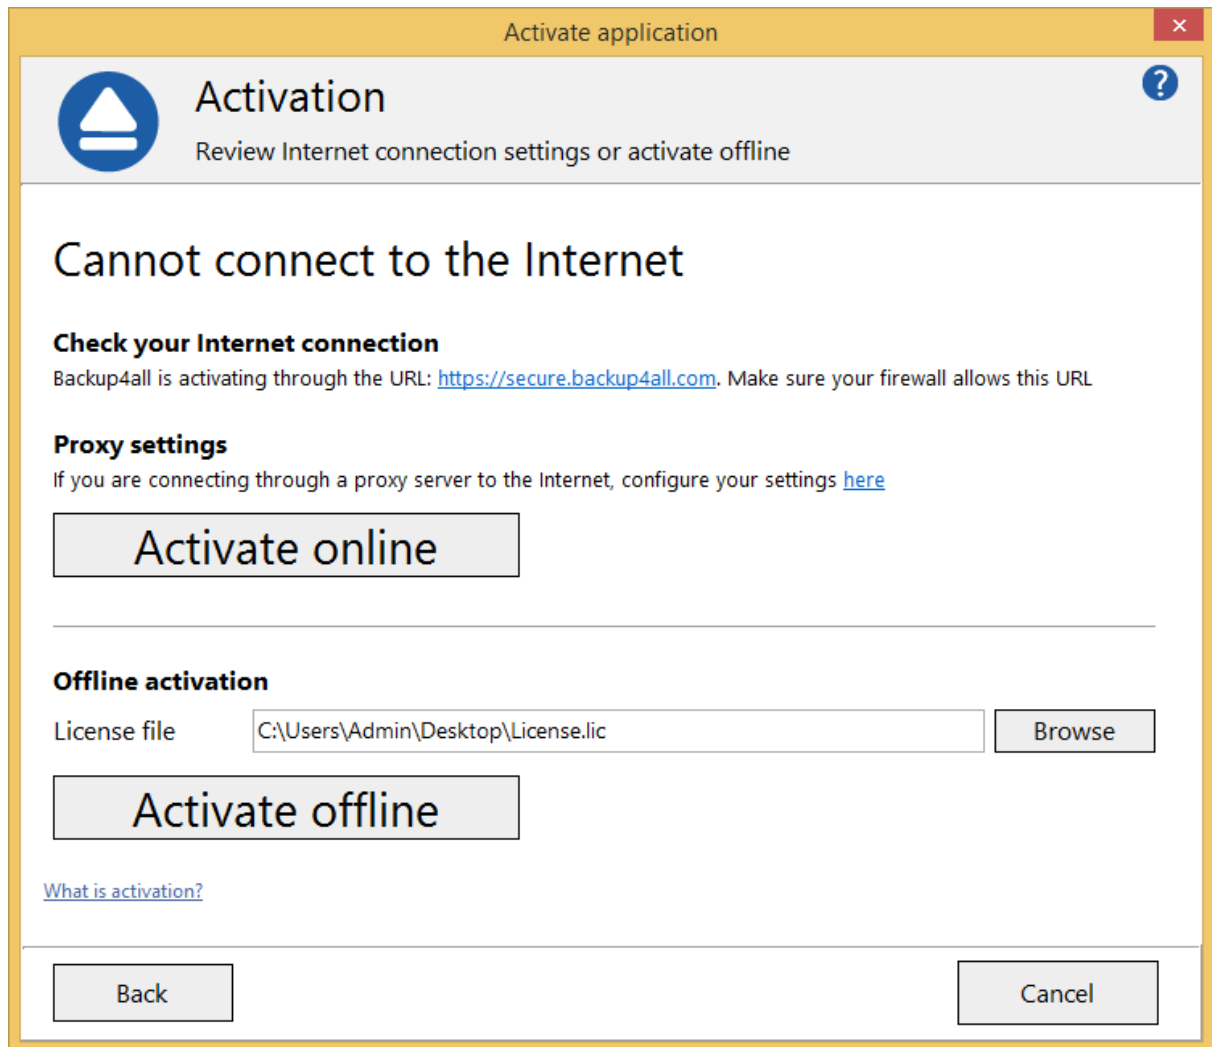 Activate application
Activation
Review Internet connection settings or activate offline
?
Cannot connect to the Internet
Check your Internet connection
Backup4all is activating through the URL: https://secure.backup4all.com. Make sure your firewall allows this URL
Proxy settings
If you are connecting through a proxy server to the Internet, configure your settings here
Activate online
Offline activation
License file C:\Users\Admin\Desktop\License.lic Browse
Activate offline
What is activation?
Back Cancel